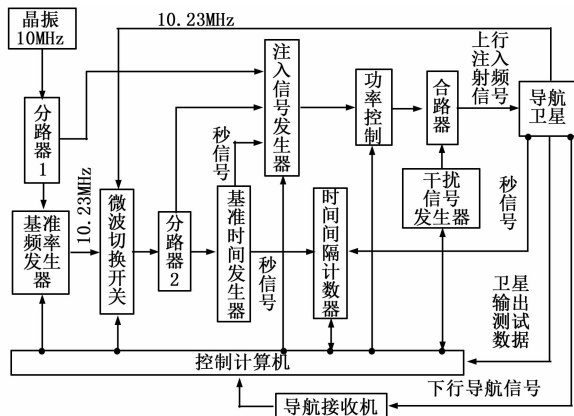 晶振
10MHz
10.23MHz
分路器1
注入信号发生器
功率控制
合路器
上行注入
射频信号
导航
卫星
秒信号
干扰
信号
发生器
秒信号
基准
频率
发生
器
10.23MHz
微波切换开关
分路器2
基准时间发生器
秒信号
时间间隔计数器
卫星
输出
测试
数据
控制计算机
下行导航信号
导航接收机